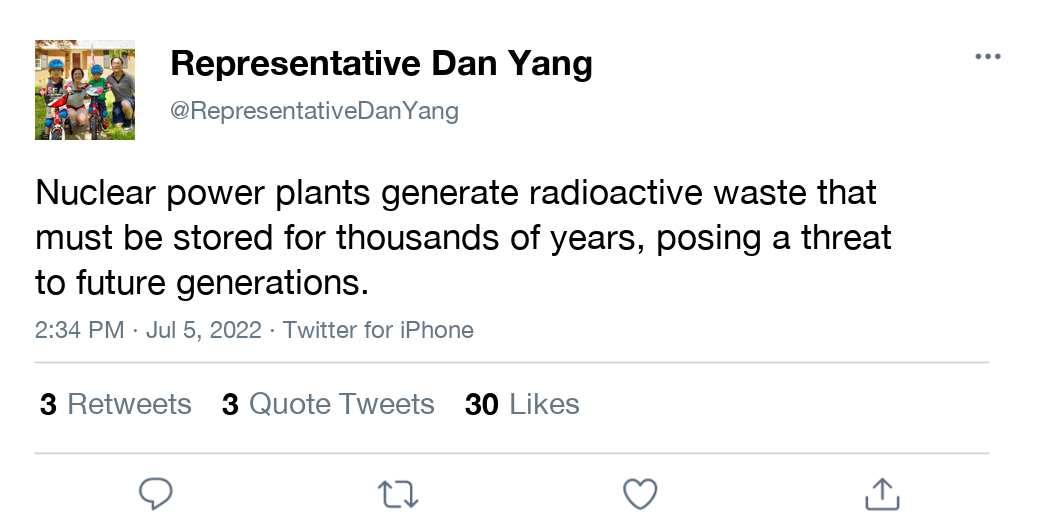 Representative Dan Yang
@RepresentativeDanYang
Nuclear power plants generate radioactive waste that
must be stored for thousands of years, posing a threat
to future generations.
2:34 PM · Jul 5, 2022 · Twitter for iPhone
3 Retweets 3 Quote Tweets 30 Likes